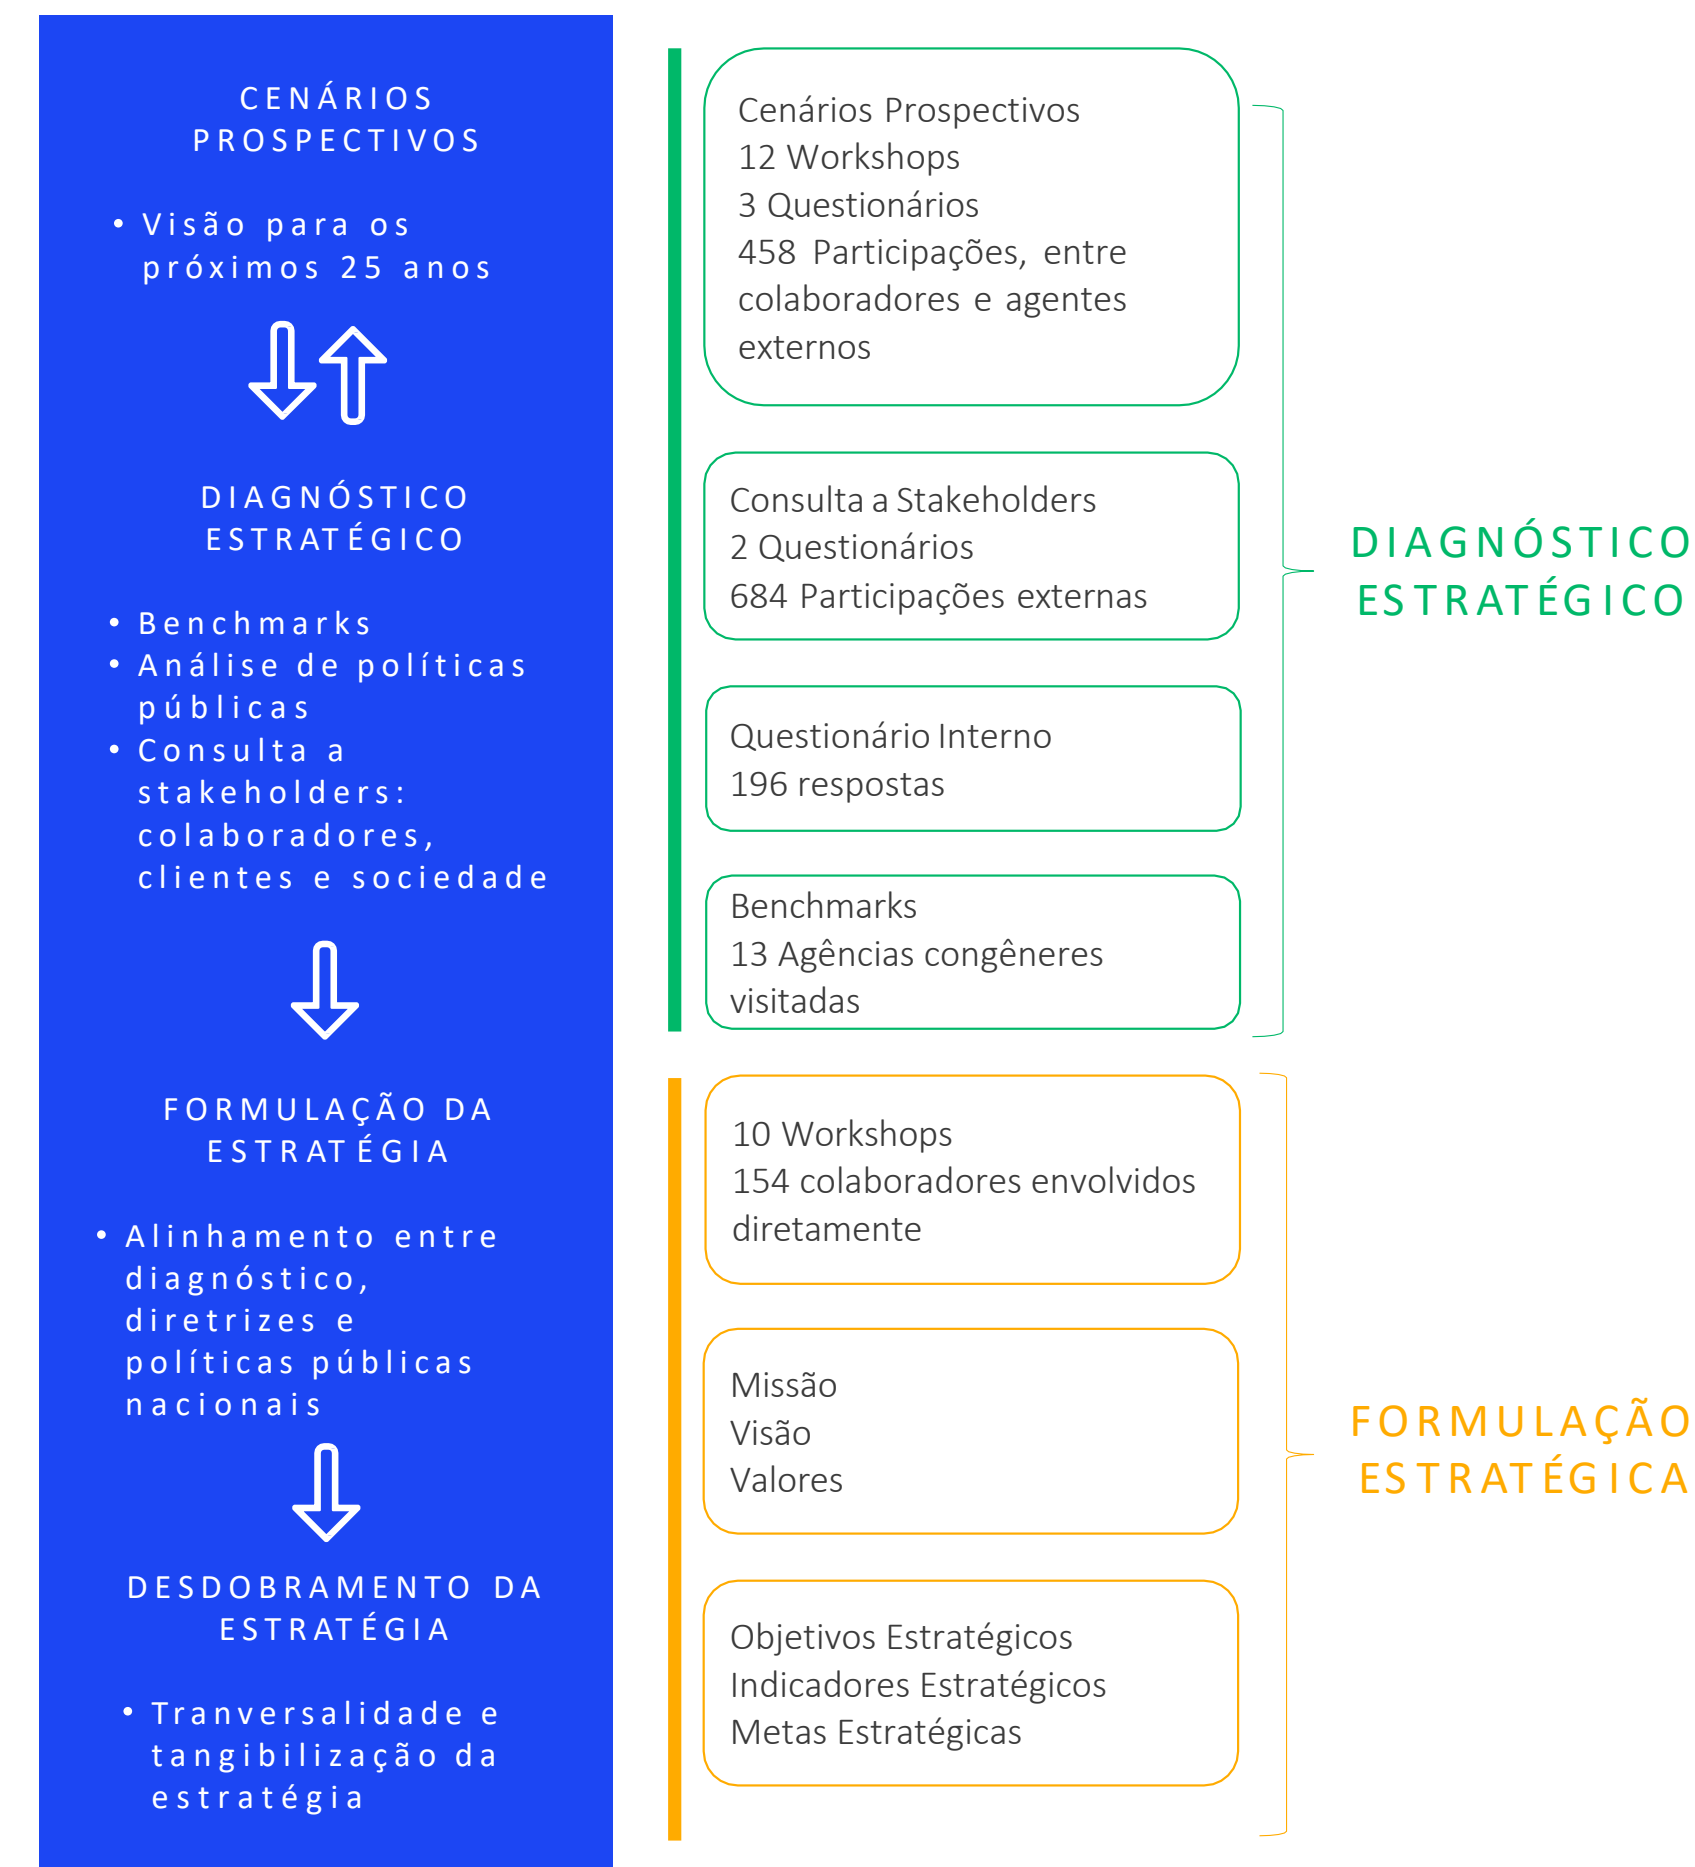 CENÁRIOS
PROSPECTIVOS
• Visão para os
próximos 25 anos
DIAGNÓSTICO
ESTRATÉGICO
• Benchmarks
• Análise de políticas
públicas
• Consulta a
stakeholders:
colaboradores,
clientes e sociedade
FORMULAÇÃO DA
ESTRATÉGIA
• Alinhamento entre
diagnóstico,
diretrizes e
políticas públicas
nacionais
DESDOBRAMENTO DA
ESTRATÉGIA
• Tranversalidade e
tangibilização da
estratégia
Cenários Prospectivos
12 Workshops
3 Questionários
458 Participações, entre
colaboradores e agentes
externos
Consulta a Stakeholders
2 Questionários
684 Participações externas
Questionário Interno
196 respostas
Benchmarks
13 Agências congêneres
visitadas
DIAGNÓSTICO
ESTRATÉGICO
10 Workshops
154 colaboradores envolvidos
diretamente
Missão
Visão
Valores
Objetivos Estratégicos
Indicadores Estratégicos
Metas Estratégicas
FORMULAÇÃO
ESTRATÉGICA